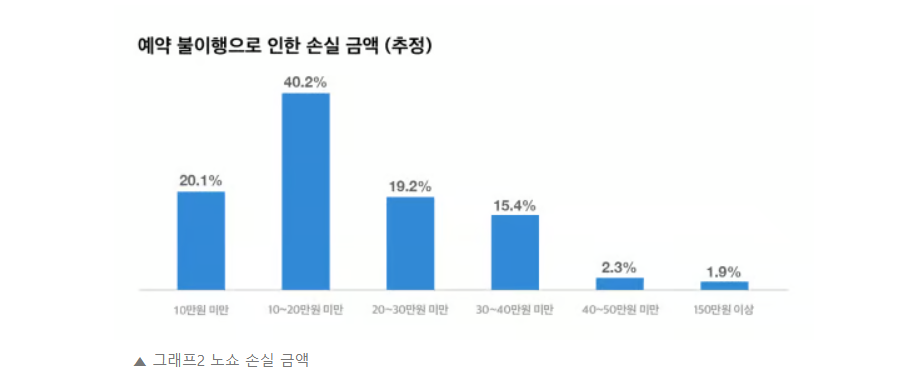 예약 불이행으로 인한 손실 금액 (추정)
40.2%
20.1%
19.2%
15.4%
2.3%
1.9%
10만원 미만
10~20만원 미만
20~30만원 미만
30~40만원 미만
40~50만원 미만
150만원 이상
▲ 그래프2 노쇼 손실 금액